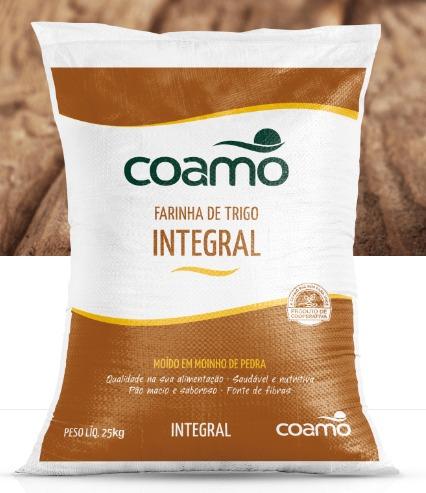 coamo
FARINHA DE TRIGO
INTEGRAL
PRODUTO DE
COOPERATIVA
MOÍDO EM MOINHO DE PEDRA
Qualidade na sua alimentação · Saudável e nutritiva
Pão macio e saboroso · Fonte de fibras
PESO LÍQ. 25kg
INTEGRAL
coamo